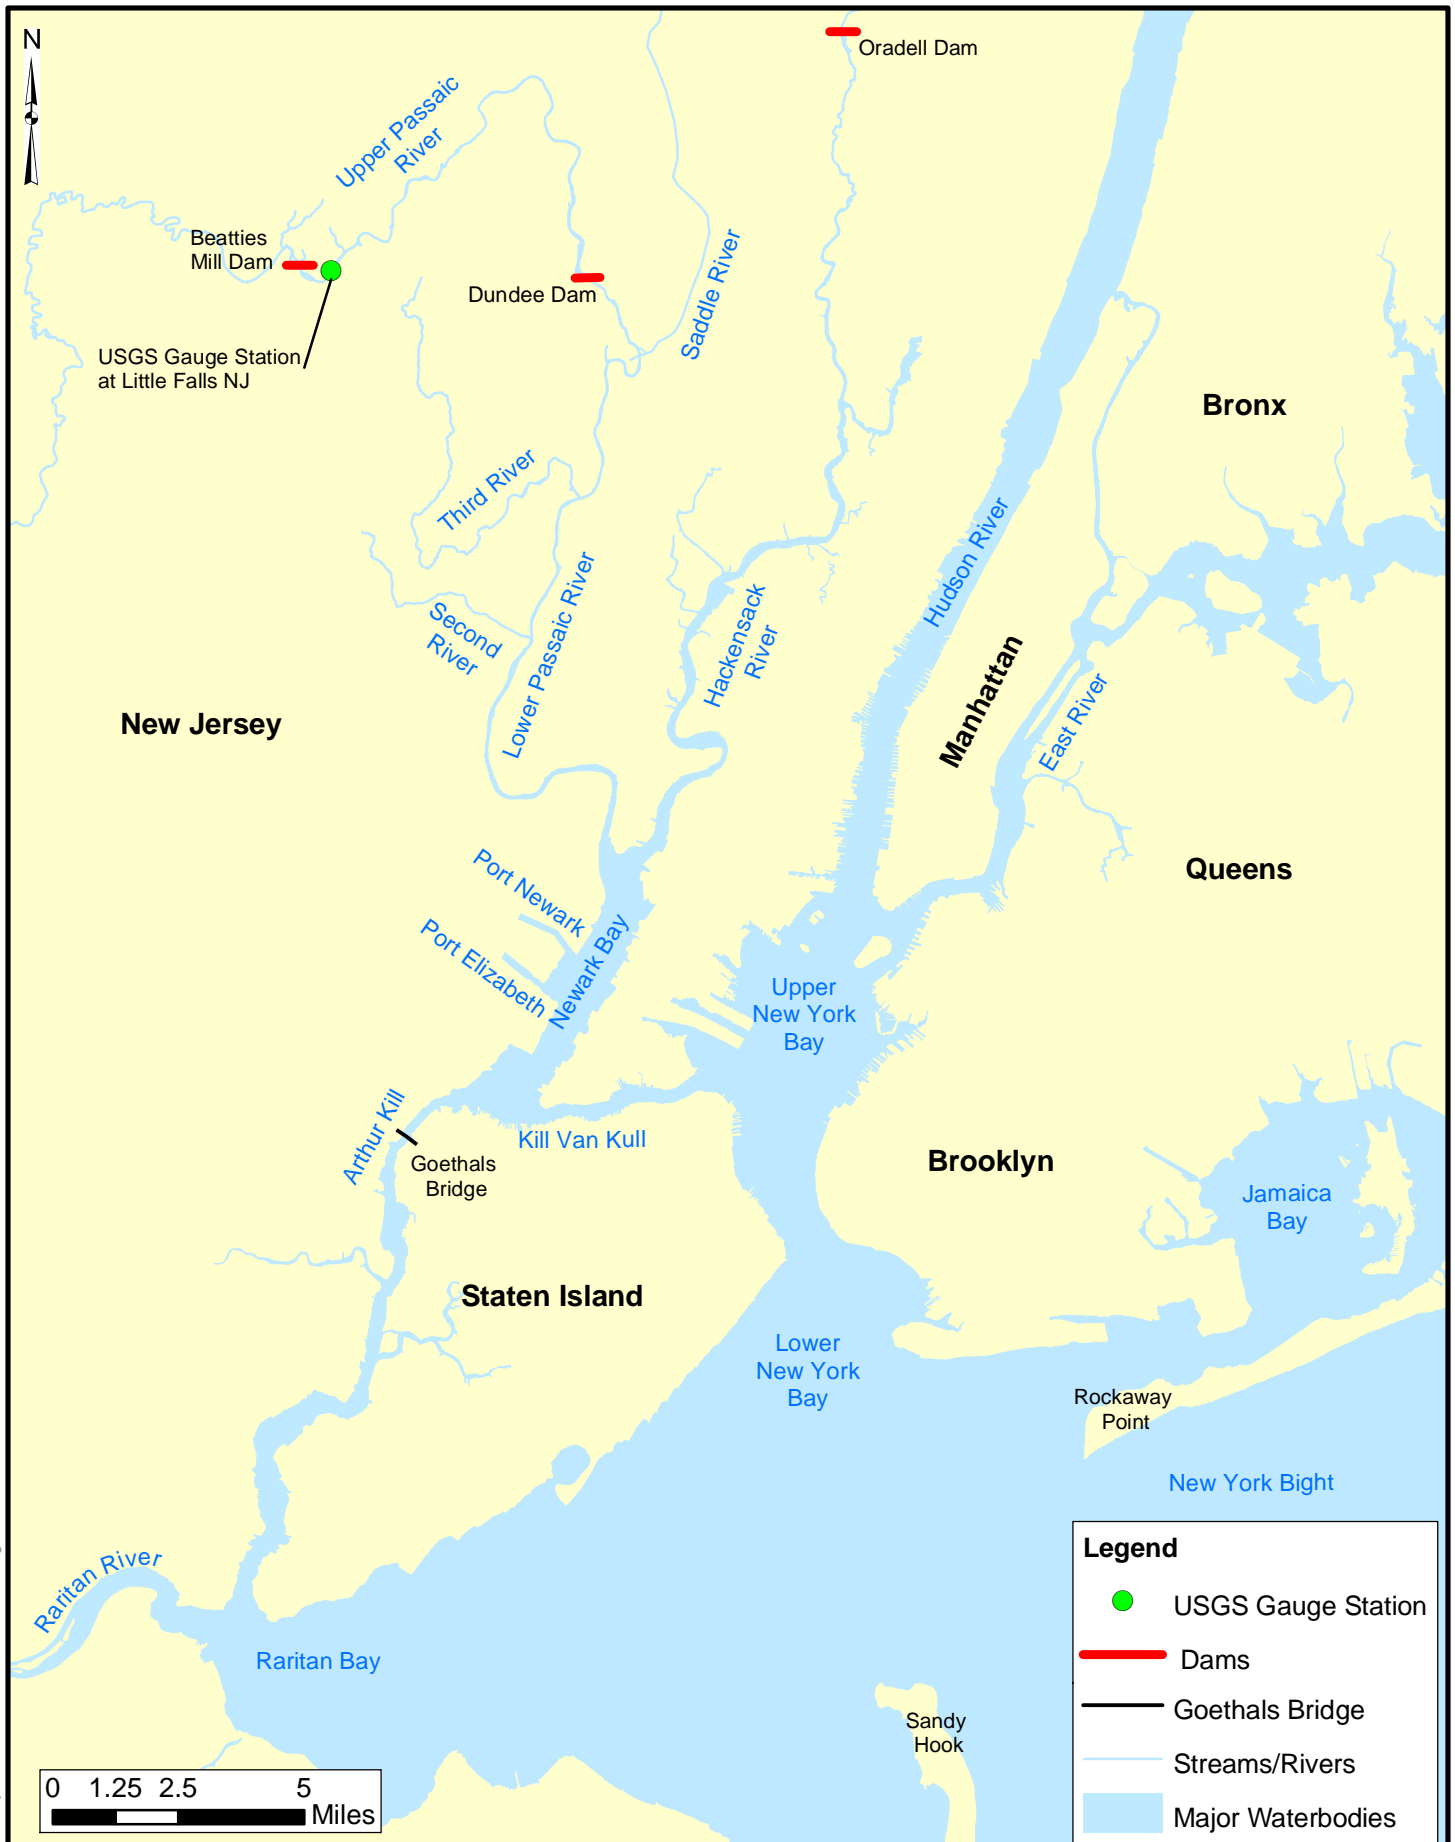 N
Oradell Dam
Upper Passaic
River
Beatties
Mill Dam
Dundee Dam
Saddle River
USGS Gauge Station
at Little Falls NJ
Bronx
Third River
Hudson River
Second
River
Lower Passaic River
Hackensack
River
Manhattan
East River
New Jersey
Queens
Port Newark
Port Elizabeth
Newark Bay
Upper
New York
Bay
Arthur Kill
Kill Van Kull
Goethals
Bridge
Brooklyn
Jamaica
Bay
Staten Island
Lower
New York
Bay
Rockaway
Point
New York Bight
Raritan River
Raritan Bay
Sandy
Hook
Legend
USGS Gauge Station
Dams
Goethals Bridge
Streams/Rivers
Major Waterbodies
0 1.25 2.5 5
Miles